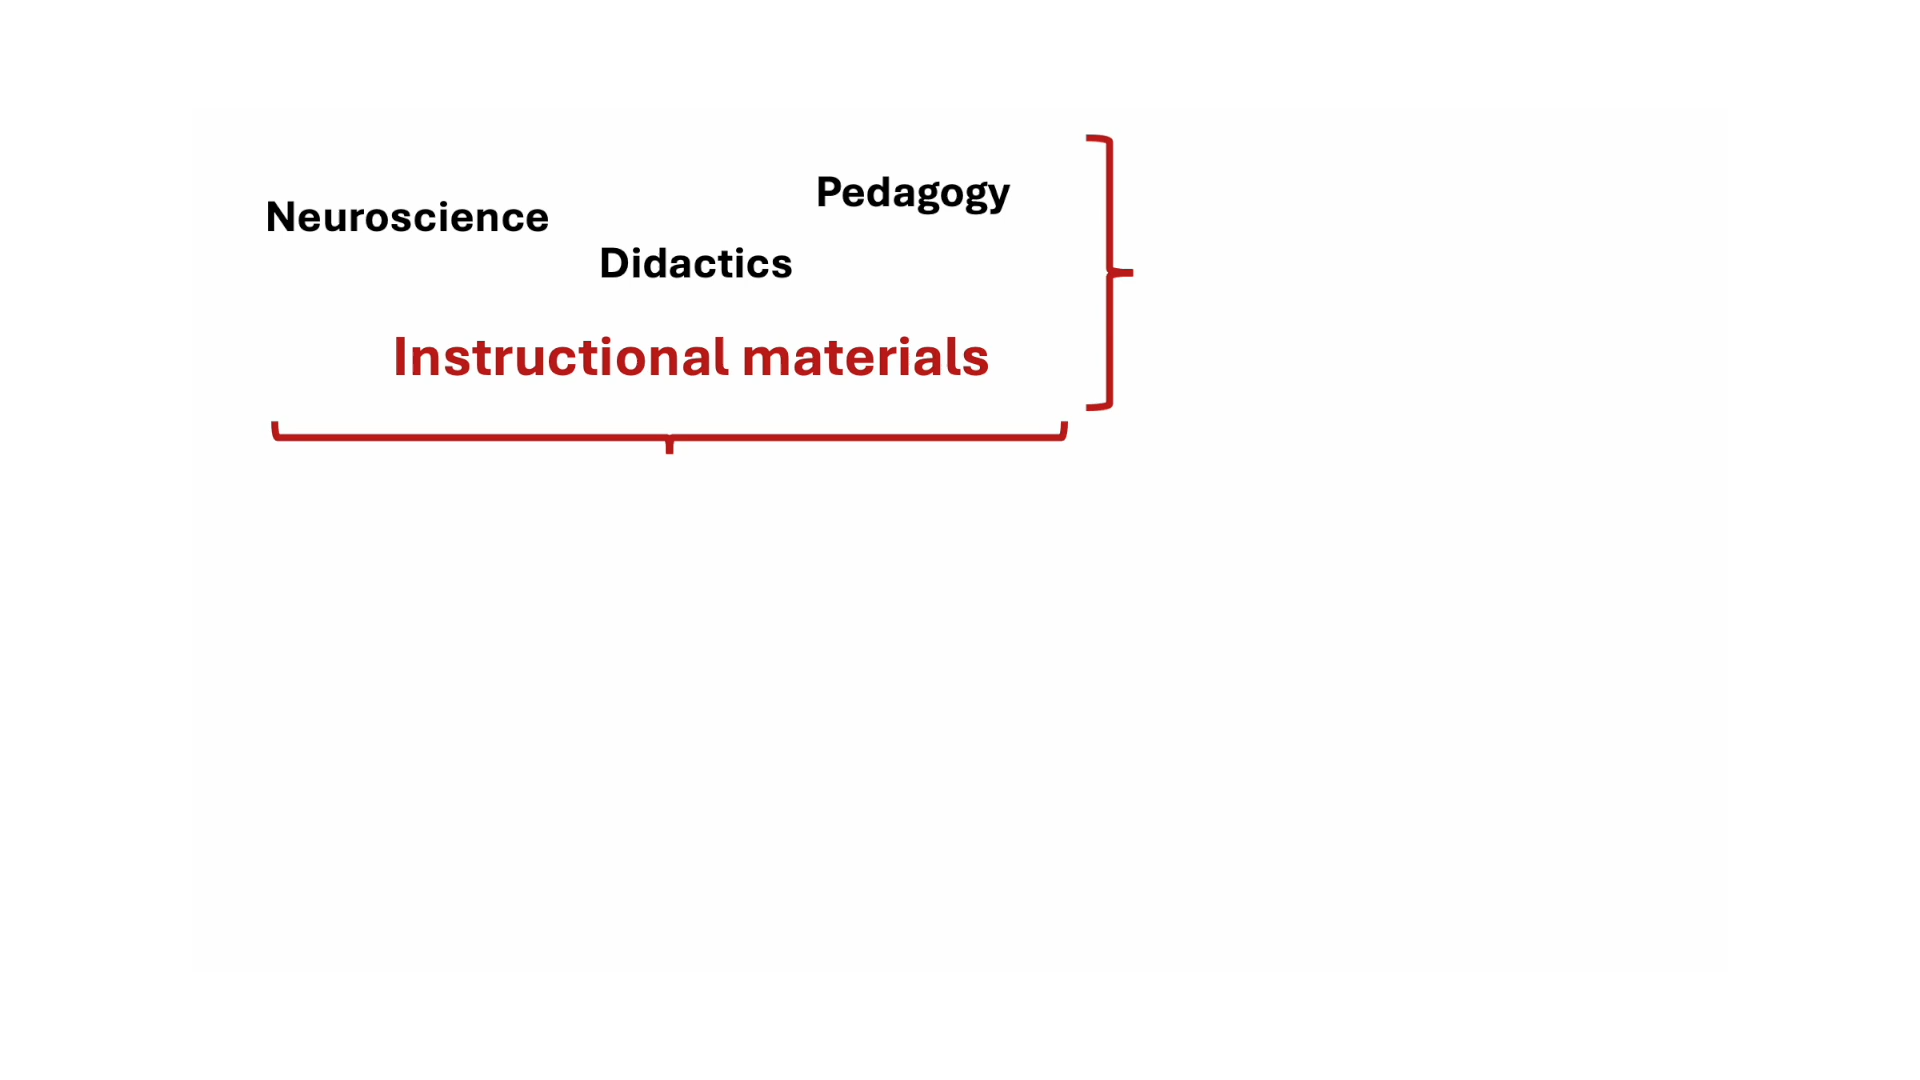 Pedagogy
Neuroscience
Didactics
Instructional materials